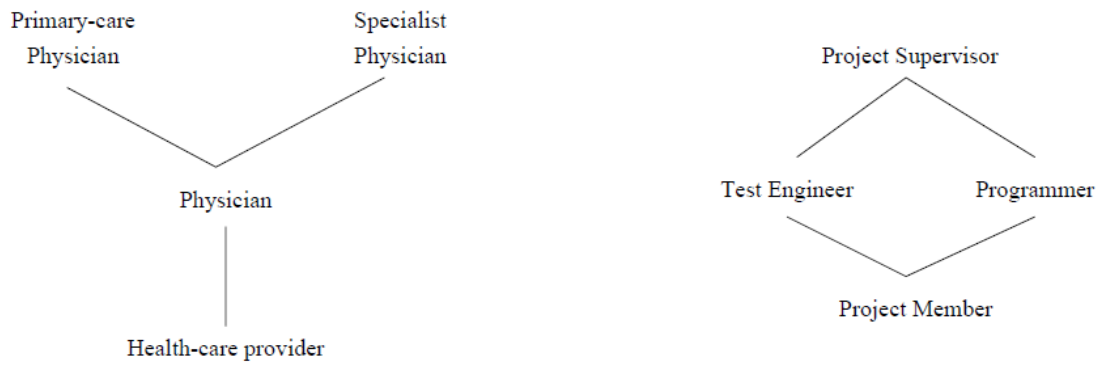 Primary-care
Physician
Specialist
Physician
Physician
Health-care provider
Project Supervisor
Test Engineer
Programmer
Project Member